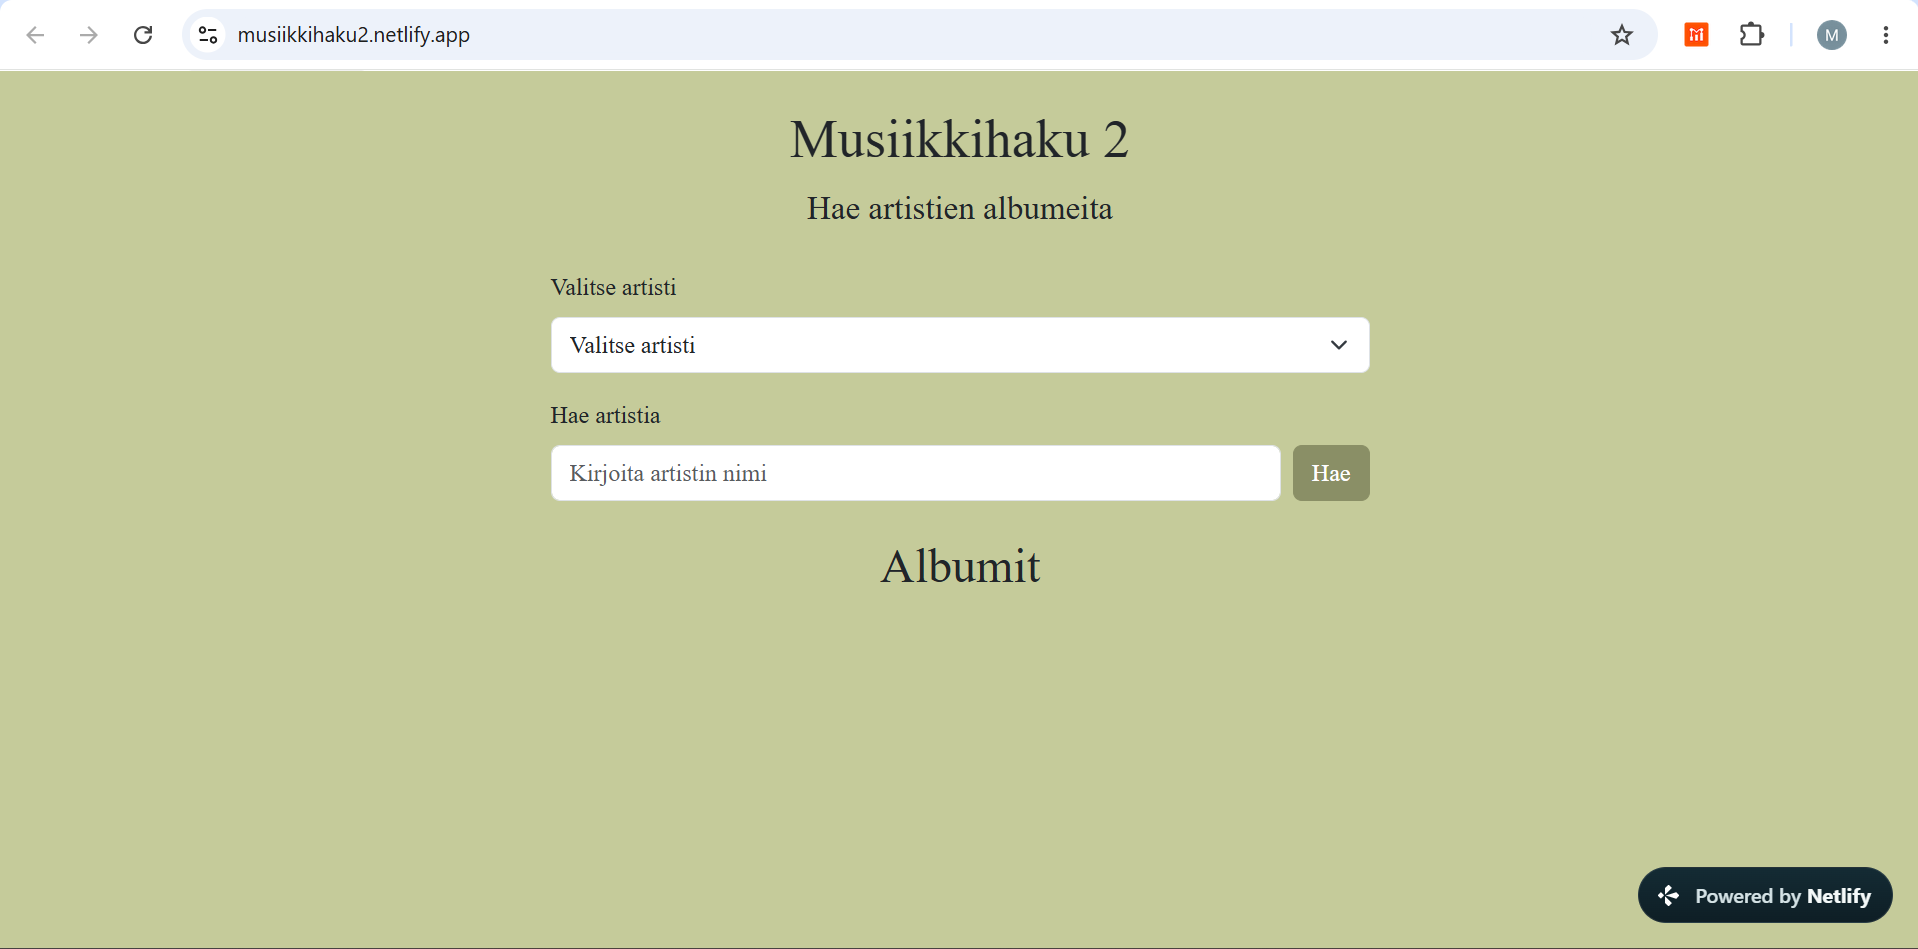 musiikkihaku2.netlify.app
M
Musiikkihaku 2
Hae artistien albumeita
Valitse artisti
Valitse artisti
Hae artistia
Kirjoita artistin nimi
Hae
Albumit
Powered by Netlify